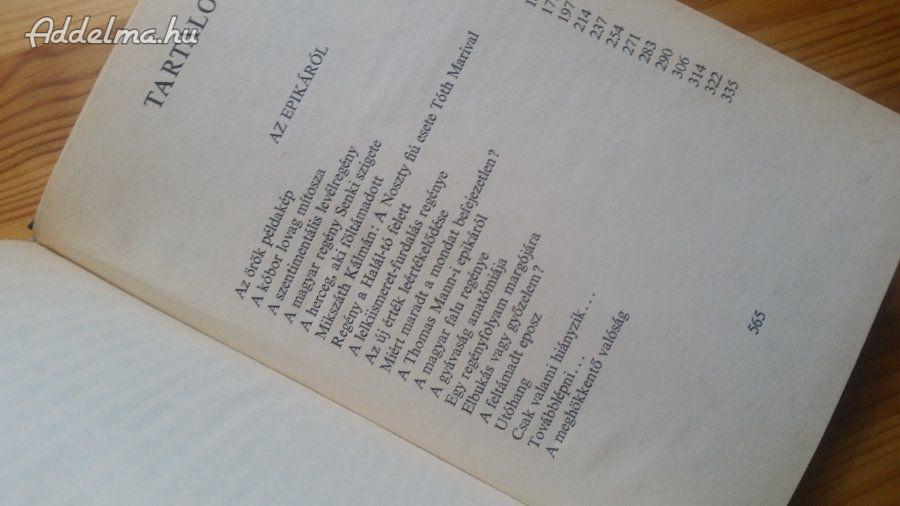 Addelma.hu
TARTALO
AZ EPIKÁRÓL
Az örök példakép
A kóbor lovag mítosza
A szentimentális levélregény
A magyar regény Senki szigete
A herceg, aki föltámadott
Mikszáth Kálmán: A Noszty fiú esete Tóth Marival
Regény a Halál-tó felett
A lelkiismeret-furdalás regénye
Az új érték leértékelődése
Miért maradt a mondat befejezetlen?
A Thomas Mann-i epikáról
A magyar falu regénye
A gyávaság anatómiája
Egy regényfolyam margójára
Elbukás vagy győzelem?
A feltámadt eposz
Utóhang
Csak valami hiányzik...
Továbblépni...
A meghökkentő valóság
197
214
237
254
271
283
290
306
314
322
335
565